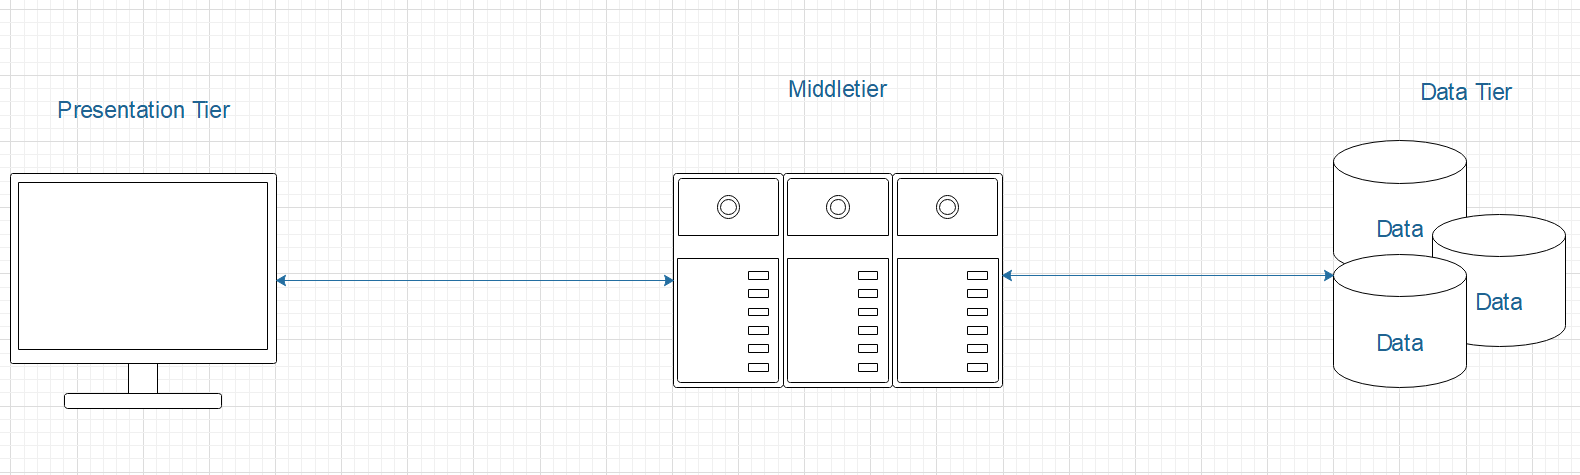 Presentation Tier
Middletier
Data Tier
Data
Data
Data